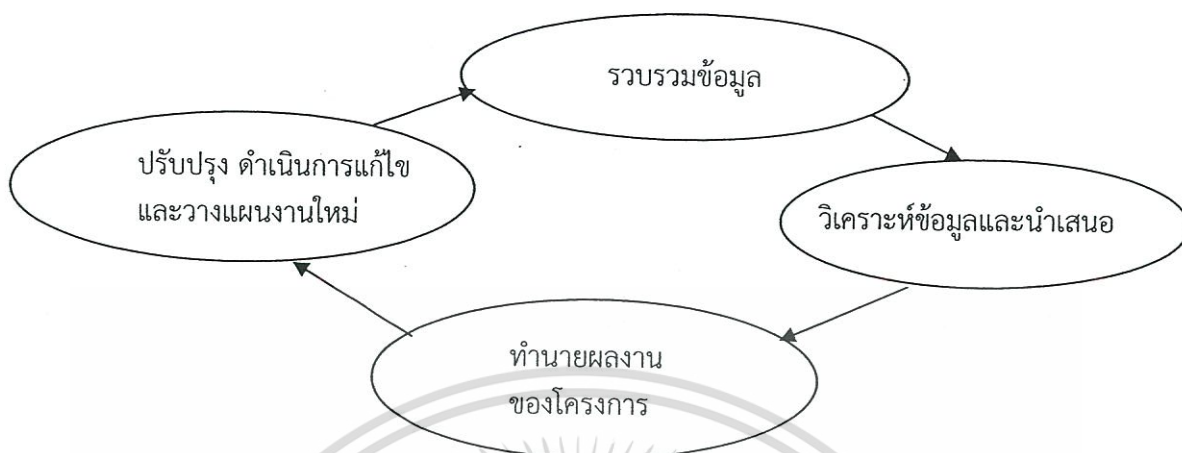 รวบรวมข้อมูล
ปรับปรุง ดำเนินการแก้ไข
และวางแผนงานใหม่
วิเคราะห์ข้อมูลและนำเสนอ
ทำนายผลงาน
ของโครงการ